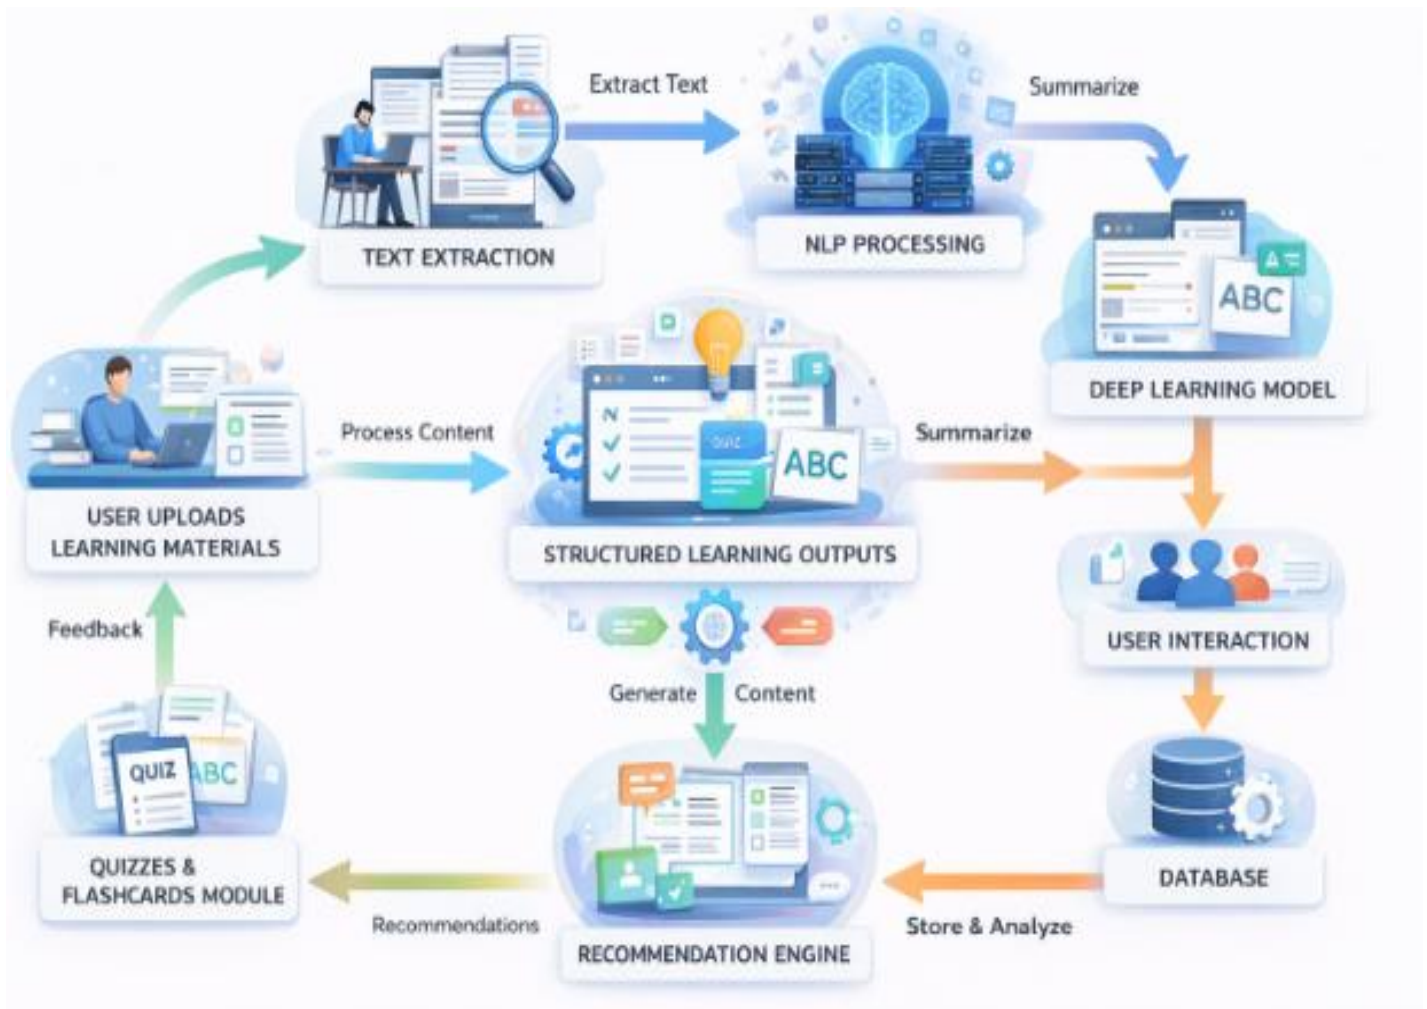 Extract Text
Summarize
TEXT EXTRACTION
NLP PROCESSING
ABC
DEEP LEARNING MODEL
Process Content
QUIZ
ABC
Summarize
USER UPLOADS
LEARNING MATERIALS
STRUCTURED LEARNING OUTPUTS
Feedback
USER INTERACTION
Generate Content
QUIZ
ABC
QUIZZES &
FLASHCARDS MODULE
Recommendations
RECOMMENDATION ENGINE
Store & Analyze
DATABASE